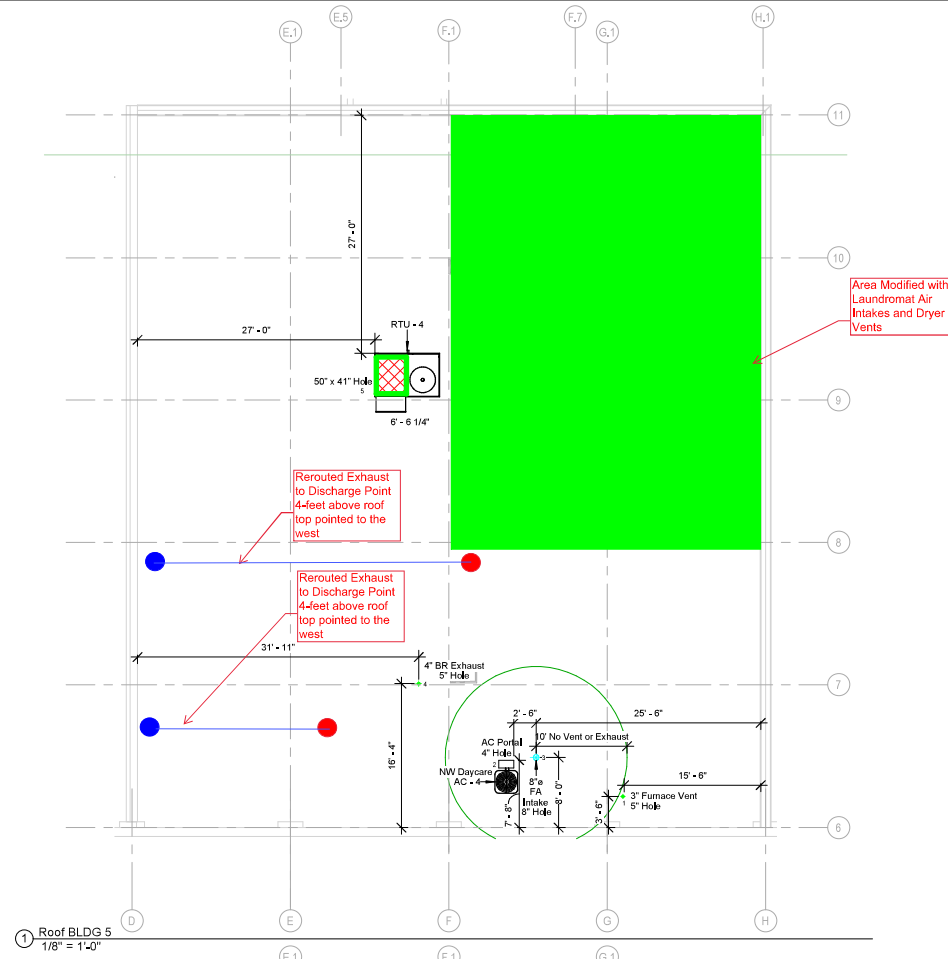 E.5
F.7
H.1
E.1
F.1
G.1
11
27' - 0"
10
Area Modified with
Laundromat Air
Intakes and Dryer
Vents
27' - 0"
RTU - 4
50" x 41" Hole
5
9
6' - 6 1/4"
Rerouted Exhaust
to Discharge Point
4-feet above roof
top pointed to the
west
8
Rerouted Exhaust
to Discharge Point
4-feet above roof
top pointed to the
west
31' - 11"
4" BR Exhaust
5" Hole
4
7
16' - 4"
2' - 6"
25' - 6"
10' No Vent or Exhaust
AC Portal
4" Hole
2
3
NW Daycare
AC - 4
8"ø
FA
Intake
8" Hole
7' - 8"
8' - 0"
15' - 6"
3' - 6"
3" Furnace Vent
5" Hole
1
6
D
E
F
G
H
1
Roof BLDG 5
1/8" = 1'-0"
E.1
F.1
G.1